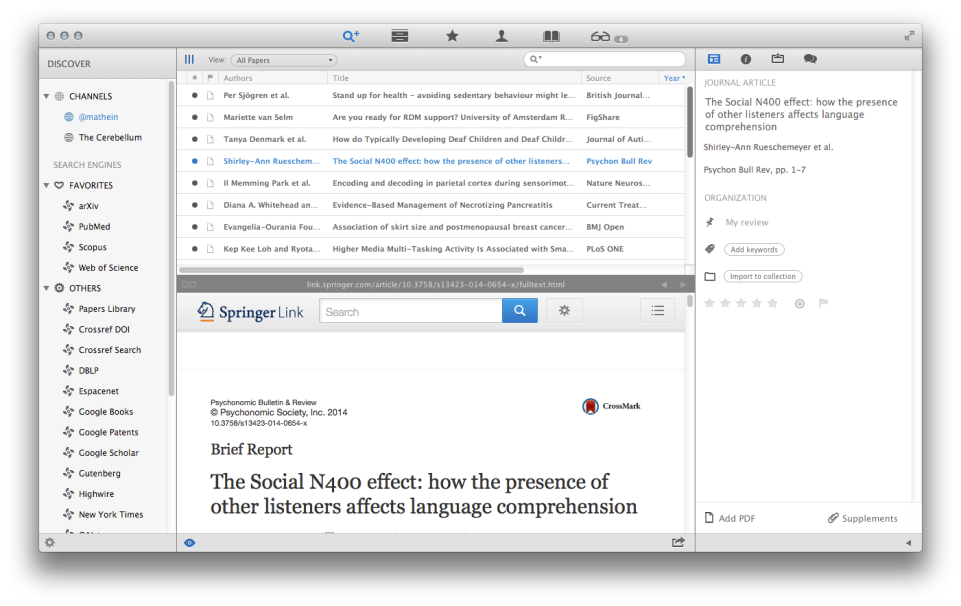 4
DISCOVER
CHANNELS
@mathein
The Cerebellum
SEARCH ENGINES
FAVORITES
arXiv
PubMed
Scopus
Web of Science
OTHERS
Papers Library
Crossref DOI
Crossref Search
DBLP
Espacenet
Google Books
Google Patents
Google Scholar
Gutenberg
Highwire
New York Times
View: All Papers
Authors Title Source Year
Per Sjögren et al. Stand up for health – avoiding sedentary behaviour might le... British Journal...
Mariette van Selm Are you ready for RDM support? University of Amsterdam R... FigShare
Tanya Denmark et al. How do Typically Developing Deaf Children and Deaf Childr... Journal of Auti...
Shirley-Ann Rueschem... The Social N400 effect: how the presence of other listeners... Psychon Bull Rev
Il Memming Park et al. Encoding and decoding in parietal cortex during sensorimot... Nature Neuros...
Diana A. Whitehead an... Evidence-Based Management of Necrotizing Pancreatitis Current Treat...
Evangelia-Ourania Fou... Association of skirt size and postmenopausal breast cancer... BMJ Open
Kep Kee Loh and Ryota... Higher Media Multi-Tasking Activity Is Associated with Sma... PLoS ONE
link.springer.com/article/10.3758/s13423-014-0654-x/fulltext.html
Springer Link Search
Psychonomic Bulletin & Review
© Psychonomic Society, Inc. 2014
10.3758/s13423-014-0654-x
CrossMark
Brief Report
The Social N400 effect: how the presence of
other listeners affects language comprehension
JOURNAL ARTICLE
The Social N400 effect: how the presence
of other listeners affects language
comprehension
Shirley-Ann Rueschemeyer et al.
Psychon Bull Rev, pp. 1–7
ORGANIZATION
My review
Add keywords
Import to collection
Add PDF Supplements